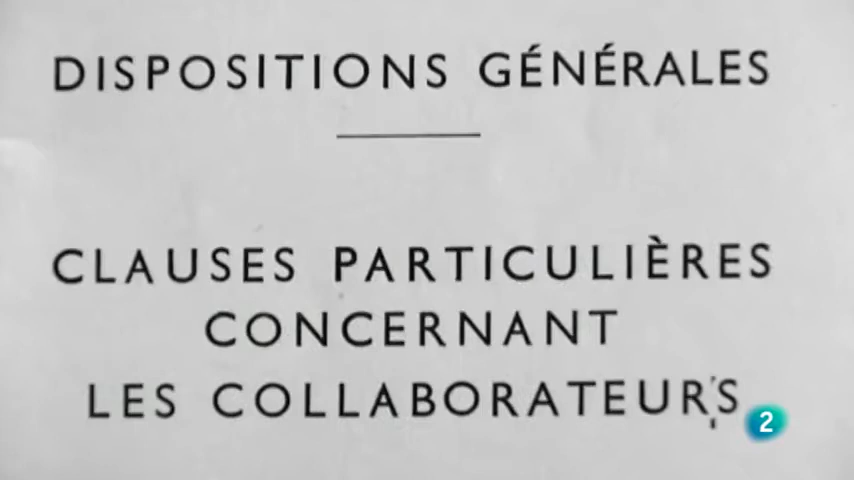 DISPOSITIONS GÉNÉRALES
CLAUSES PARTICULIÈRES
CONCERNANT
LES COLLABORATEURS
2